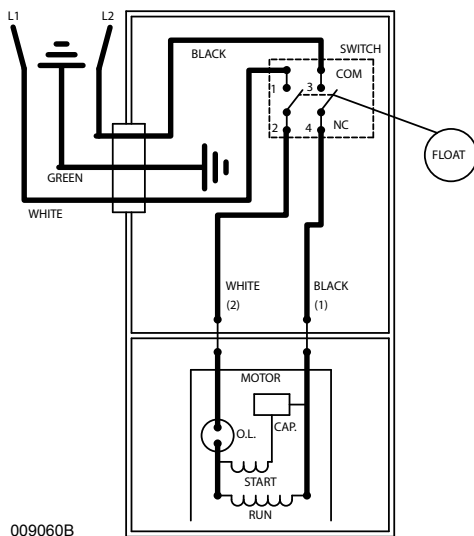 L1
L2
BLACK
SWITCH
COM
1
3
2
4
NC
FLOAT
GREEN
WHITE
WHITE
(2)
BLACK
(1)
MOTOR
CAP.
O.L.
START
RUN
009060B